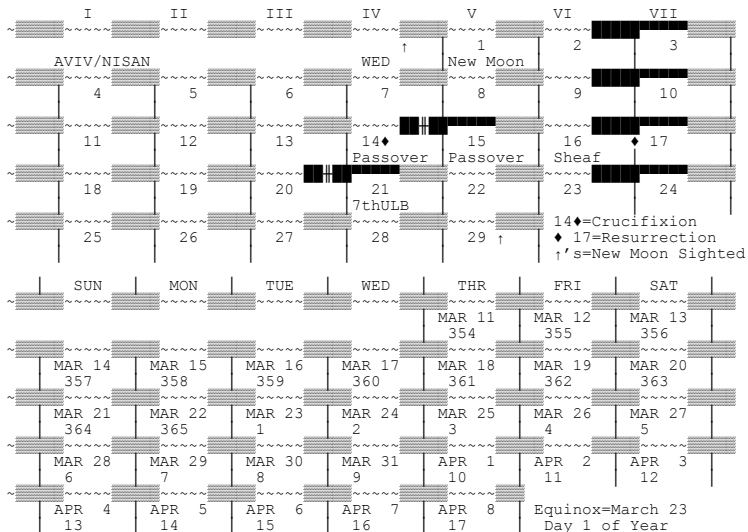 I II III IV V VI VII
↑ 1 2 3
AVIV/NISAN WED New Moon
4 5 6 7 8 9 10
11 12 13 14♦ 15 16 ♦ 17
Passover Passover Sheaf
18 19 20 21 22 23 24
7thULB
14♦=Crucifixion
25 26 27 28 29 ↑ ♦ 17=Resurrection
↑'s=New Moon Sighted
SUN MON TUE WED THR FRI SAT
MAR 11 MAR 12 MAR 13
354 355 356
MAR 14 MAR 15 MAR 16 MAR 17 MAR 18 MAR 19 MAR 20
357 358 359 360 361 362 363
MAR 21 MAR 22 MAR 23 MAR 24 MAR 25 MAR 26 MAR 27
364 365 1 2 3 4 5
MAR 28 MAR 29 MAR 30 MAR 31 APR 1 APR 2 APR 3
6 7 8 9 10 11 12
APR 4 APR 5 APR 6 APR 7 APR 8 Equinox=March 23
13 14 15 16 17 Day 1 of Year